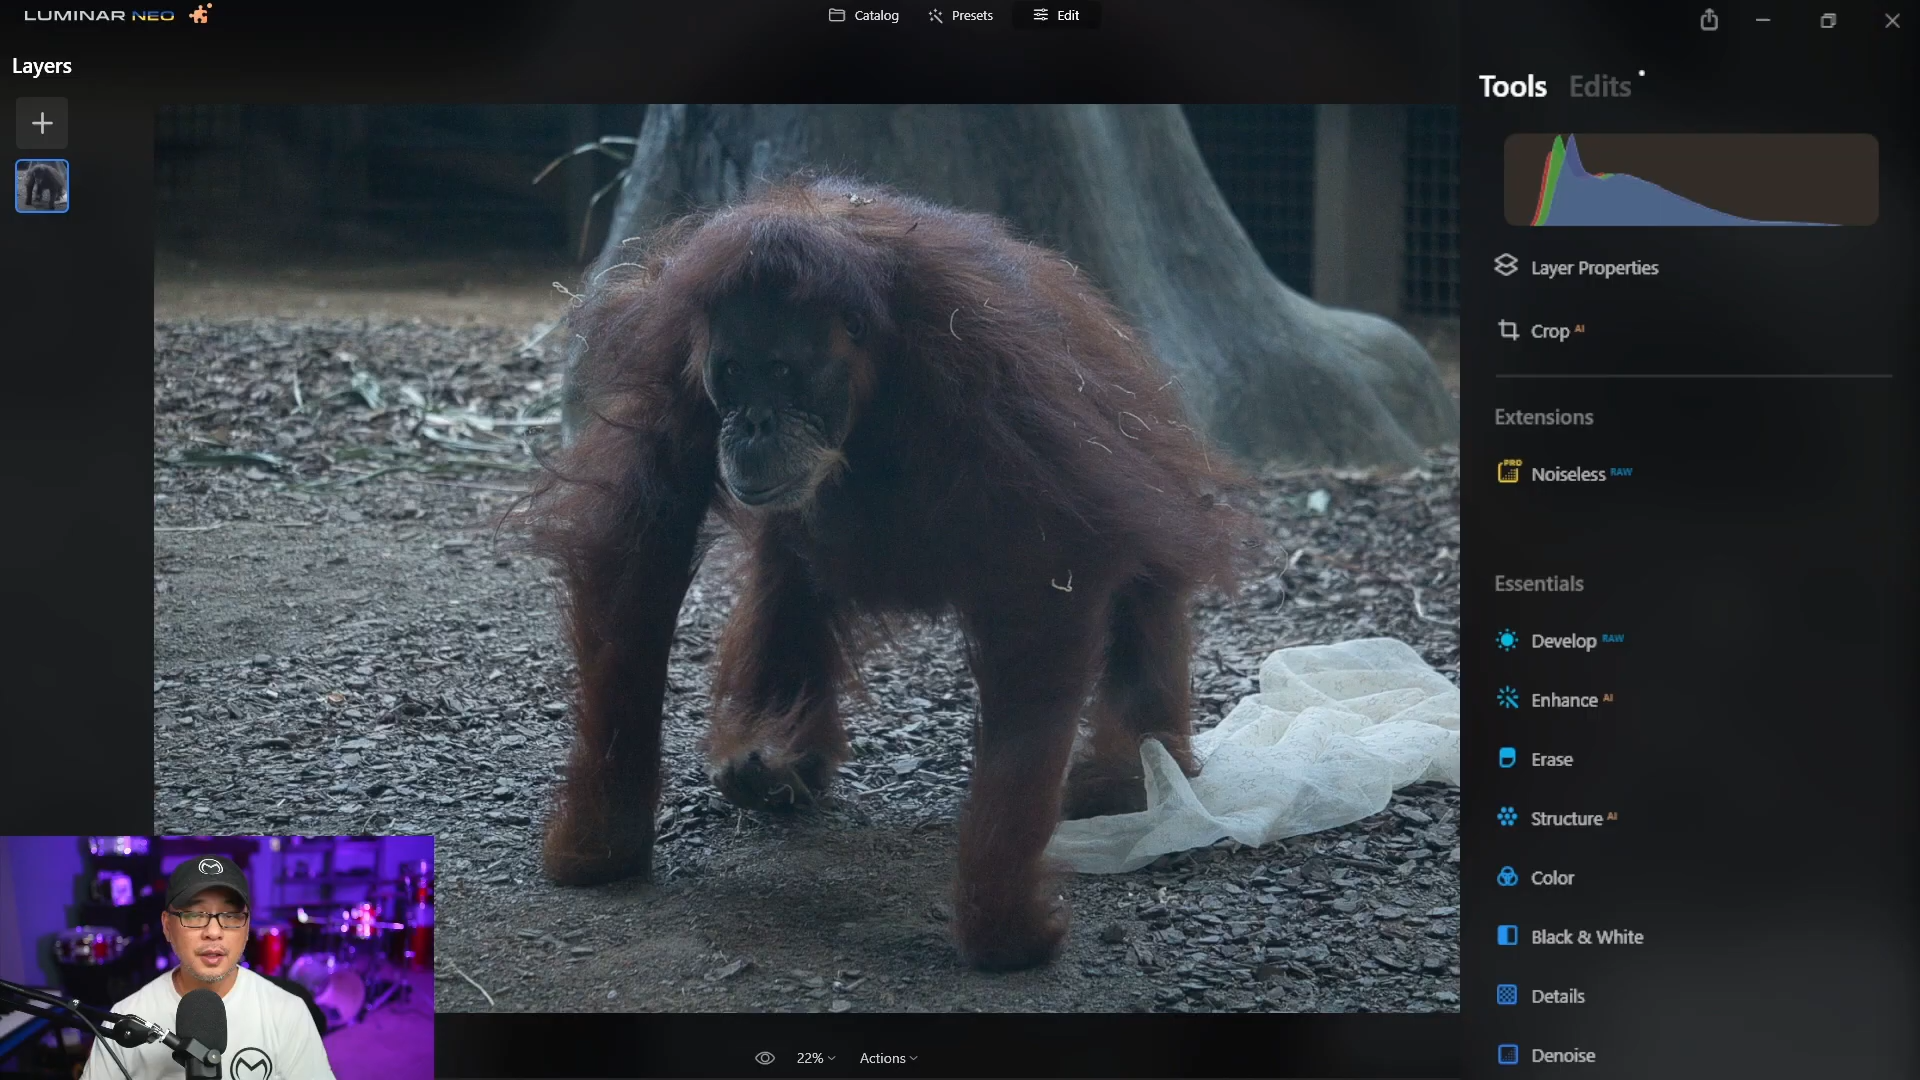 LUMINAR NEO
Catalog
Presets
Edit
Layers
Tools
Edits
Layer Properties
Crop AI
Extensions
PRO
Noiseless RAW
Essentials
Develop RAW
Enhance AI
Erase
Structure AI
Color
Black & White
Details
Denoise
22%
Actions